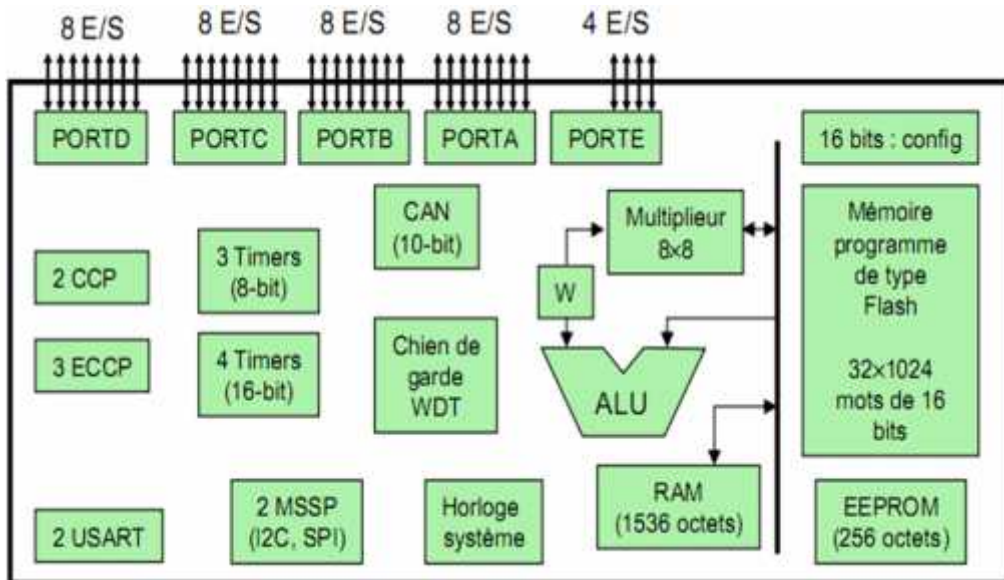 8 E/S
8 E/S
8 E/S
8 E/S
4 E/S
PORTD
PORTC
PORTB
PORTA
PORTE
16 bits : config
CAN
(10-bit)
Multiplieur
8×8
Mémoire
programme
de type
Flash
32×1024
mots de 16
bits
2 CCP
3 Timers
(8-bit)
W
3 ECCP
4 Timers
(16-bit)
Chien de
garde
WDT
ALU
2 USART
2 MSSP
(I2C, SPI)
Horloge
système
RAM
(1536 octets)
EEPROM
(256 octets)